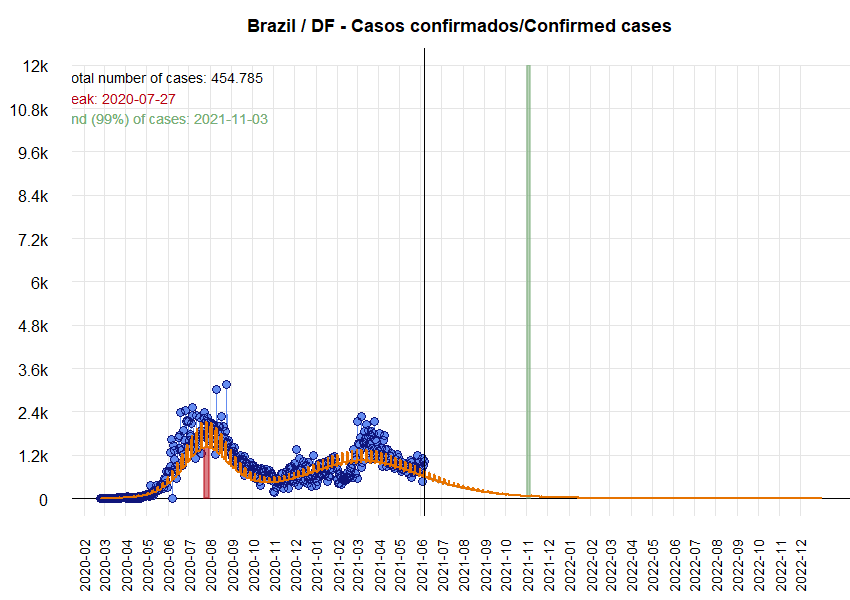 Brazil / DF - Casos confirmados/Confirmed cases
otal number of cases: 454.785
eak: 2020-07-27
nd (99%) of cases: 2021-11-03
12k
10.8k
9.6k
8.4k
7.2k
6k
4.8k
3.6k
2.4k
1.2k
0
2020-02
2020-03
2020-04
2020-05
2020-06
2020-07
2020-08
2020-09
2020-10
2020-11
2020-12
2021-01
2021-02
2021-03
2021-04
2021-05
2021-06
2021-07
2021-08
2021-09
2021-10
2021-11
2021-12
2022-01
2022-02
2022-03
2022-04
2022-05
2022-06
2022-07
2022-08
2022-09
2022-10
2022-11
2022-12